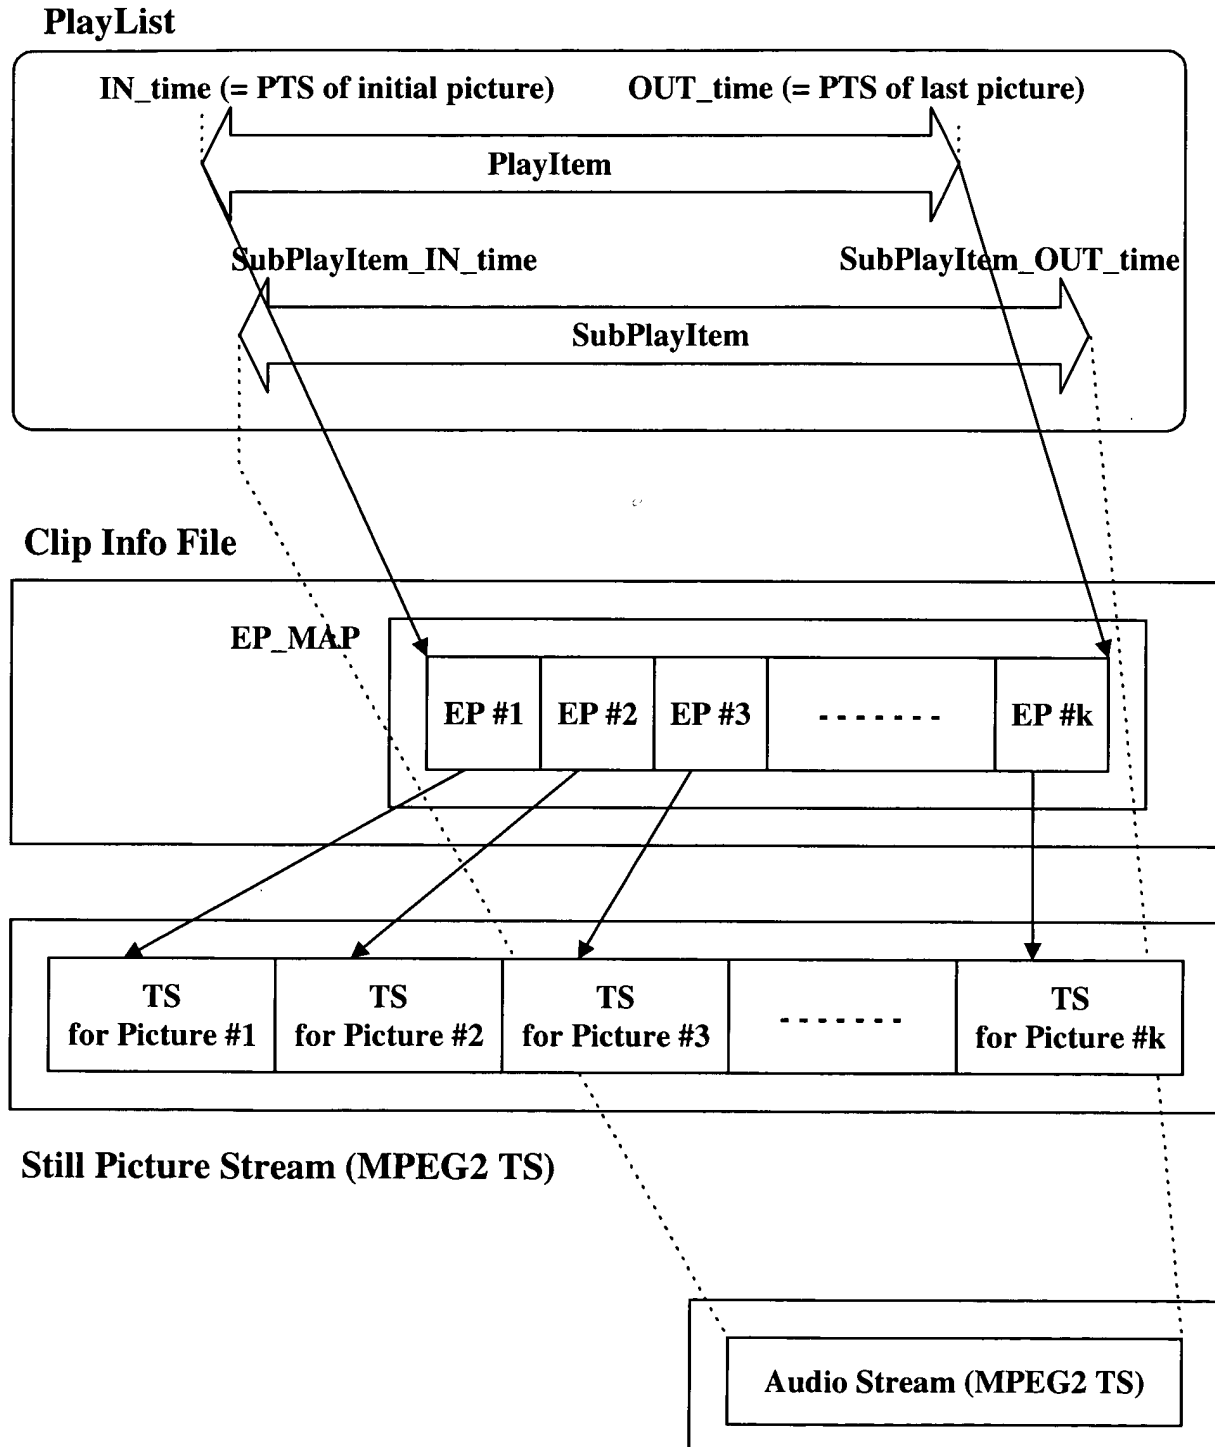 PlayList
IN_time (= PTS of initial picture)
OUT_time (= PTS of last picture)
PlayItem
SubPlayItem_IN_time
SubPlayItem_OUT_time
SubPlayItem
Clip Info File
EP_MAP
EP #1
EP #2
EP #3
-------
EP #k
TS
for Picture #1
TS
for Picture #2
TS
for Picture #3
-------
TS
for Picture #k
Still Picture Stream (MPEG2 TS)
Audio Stream (MPEG2 TS)